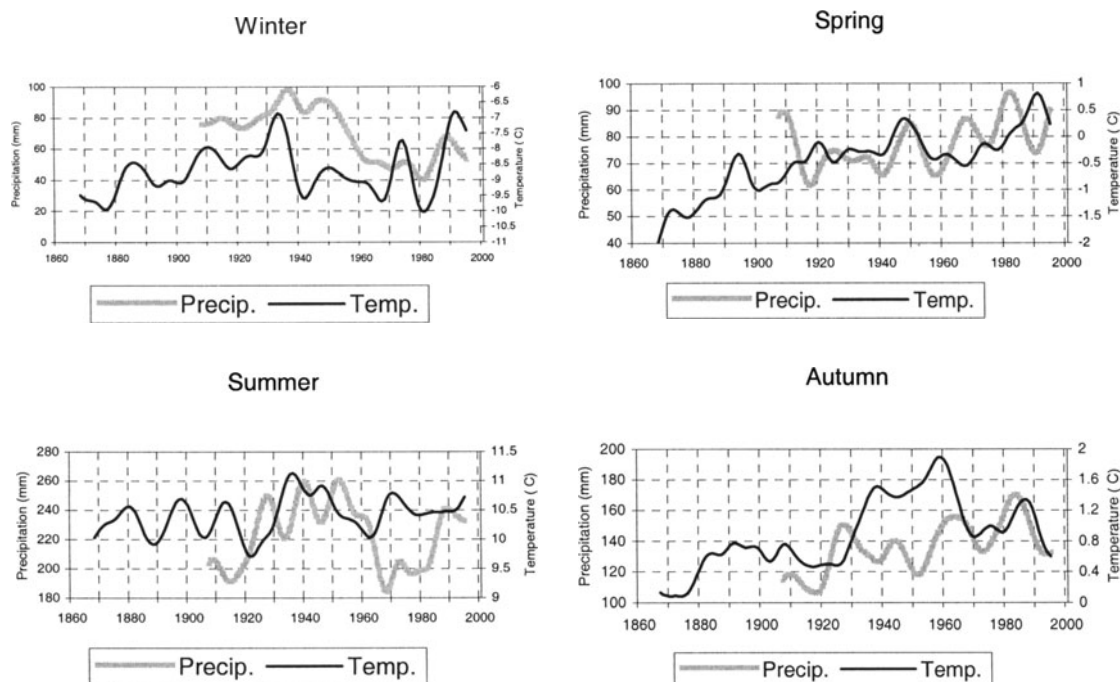 Winter
Precipitation (mm)
100
80
60
40
20
0
-6
-6.5
-7
-7.5
-8
-8.5
-9
-9.5
-10
-10.5
-11
Temperature ( C)
1860 1880 1900 1920 1940 1960 1980 2000
Precip. Temp.
Spring
Precipitation (mm)
100
90
80
70
60
50
40
1
0.5
0
-0.5
-1
-1.5
-2
Temperature ( C)
1860 1880 1900 1920 1940 1960 1980 2000
Precip. Temp.
Summer
Precipitation (mm)
280
260
240
220
200
180
11.5
11
10.5
10
9.5
9
Temperature ( C)
1860 1880 1900 1920 1940 1960 1980 2000
Precip. Temp.
Autumn
Precipitation (mm)
200
180
160
140
120
100
2
1.6
1.2
0.8
0.4
0
Temperature ( C)
1860 1880 1900 1920 1940 1960 1980 2000
Precip. Temp.